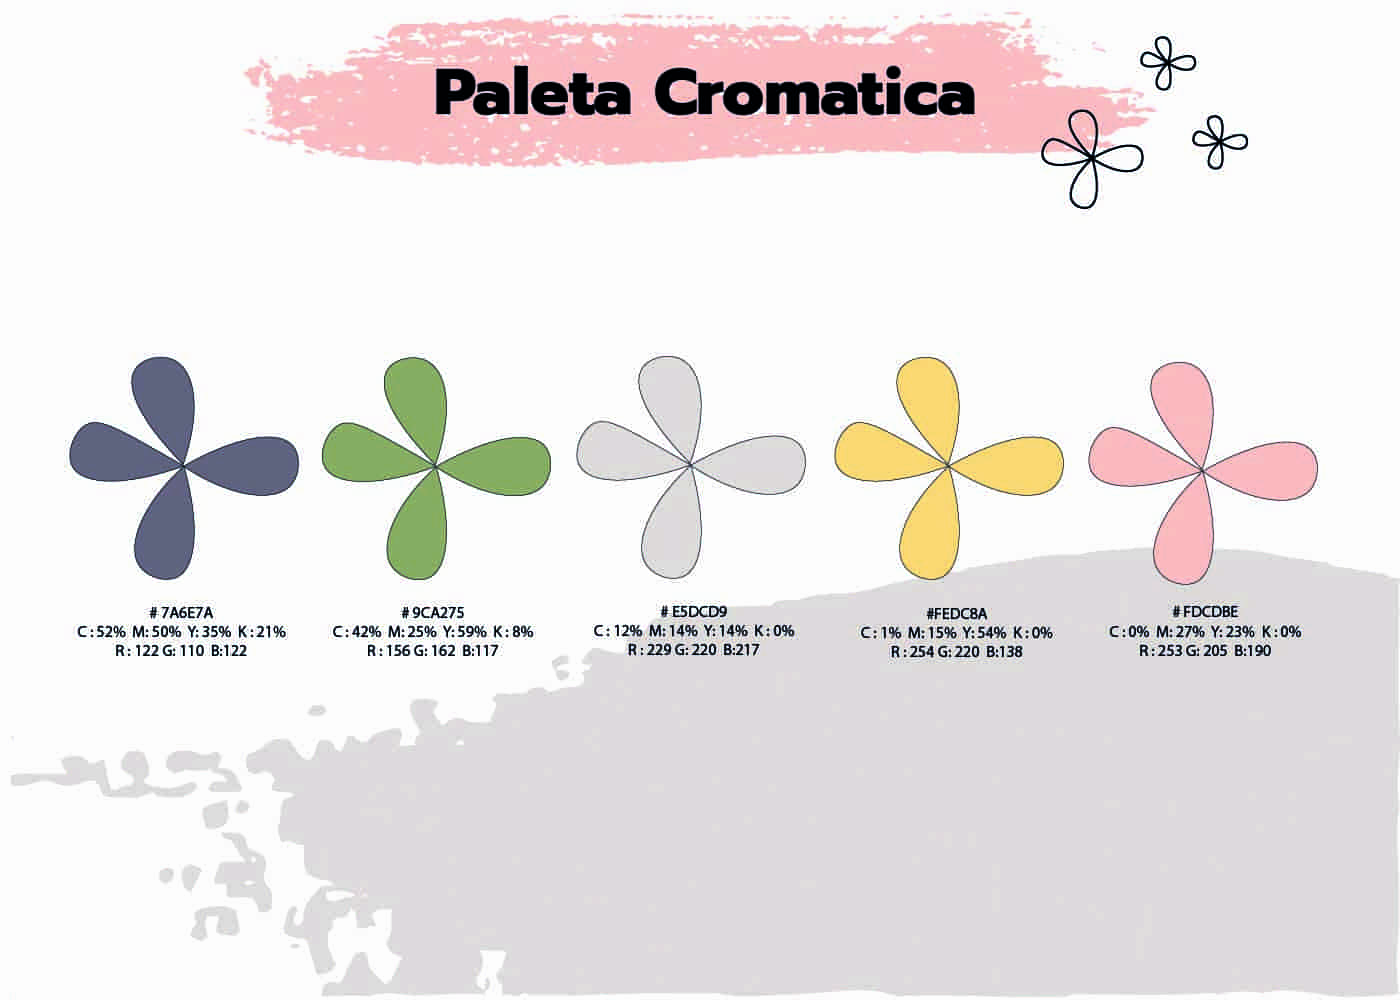 Paleta Cromatica
# 7A6E7A
C : 52% M: 50% Y: 35% K : 21%
R : 122 G: 110 B:122
# 9CA275
C : 42% M: 25% Y: 59% K : 8%
R : 156 G: 162 B:117
# E5DCD9
C : 12% M: 14% Y: 14% K : 0%
R : 229 G: 220 B:217
#FEDC8A
C : 1% M: 15% Y: 54% K : 0%
R : 254 G: 220 B:138
# FDCDBE
C : 0% M: 27% Y: 23% K : 0%
R : 253 G: 205 B:190